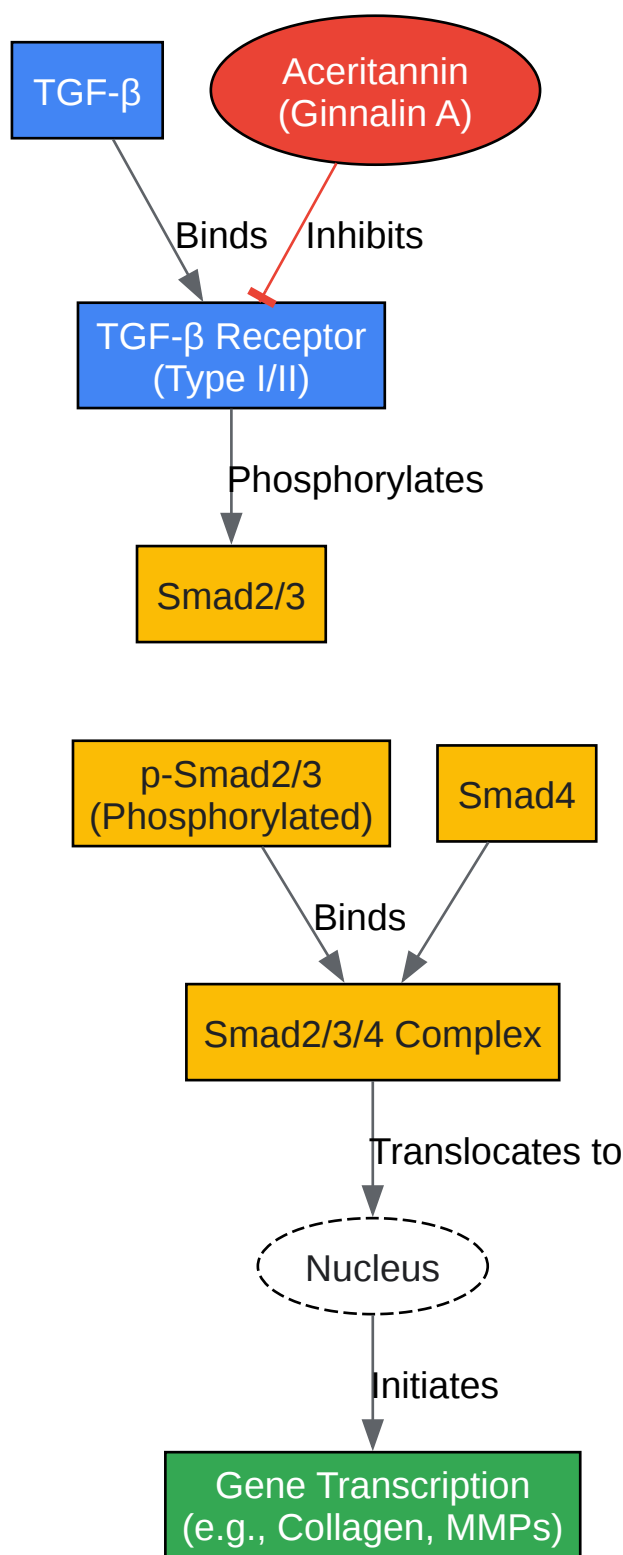 TGF-β
Aceritannin
(Ginnalin A)
Binds
Inhibits
TGF-β Receptor
(Type I/II)
Phosphorylates
Smad2/3
p-Smad2/3
(Phosphorylated)
Smad4
Binds
Smad2/3/4 Complex
Translocates to
Nucleus
Initiates
Gene Transcription
(e.g., Collagen, MMPs)